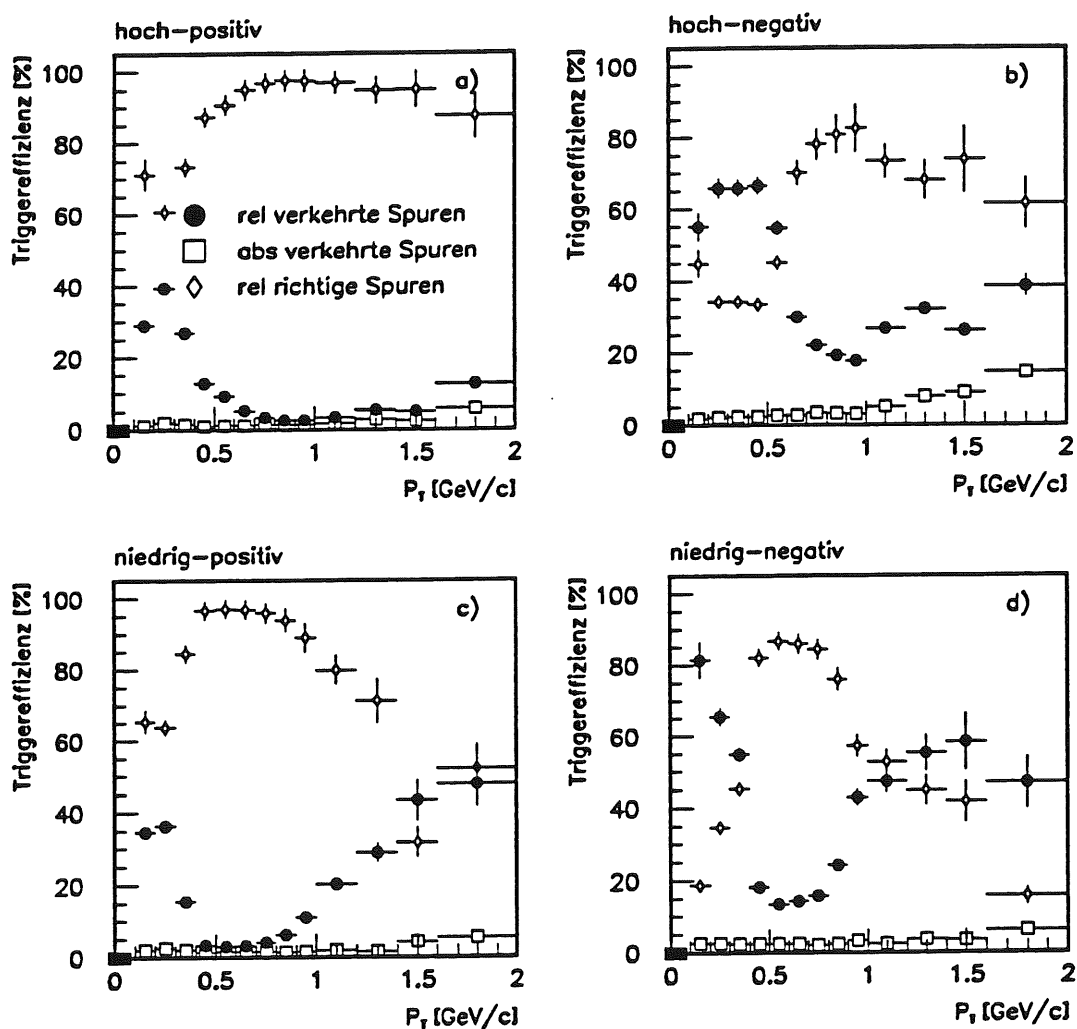 hoch-positiv
Triggereffizienz [%]
100
80
60
40
20
0
a)
rel verkehrte Spuren
abs verkehrte Spuren
rel richtige Spuren
0 0.5 1 1.5 2
P_T [GeV/c]
hoch-negativ
Triggereffizienz [%]
100
80
60
40
20
0
b)
0 0.5 1 1.5 2
P_T [GeV/c]
niedrig-positiv
Triggereffizienz [%]
100
80
60
40
20
0
c)
0 0.5 1 1.5 2
P_T [GeV/c]
niedrig-negativ
Triggereffizienz [%]
100
80
60
40
20
0
d)
0 0.5 1 1.5 2
P_T [GeV/c]